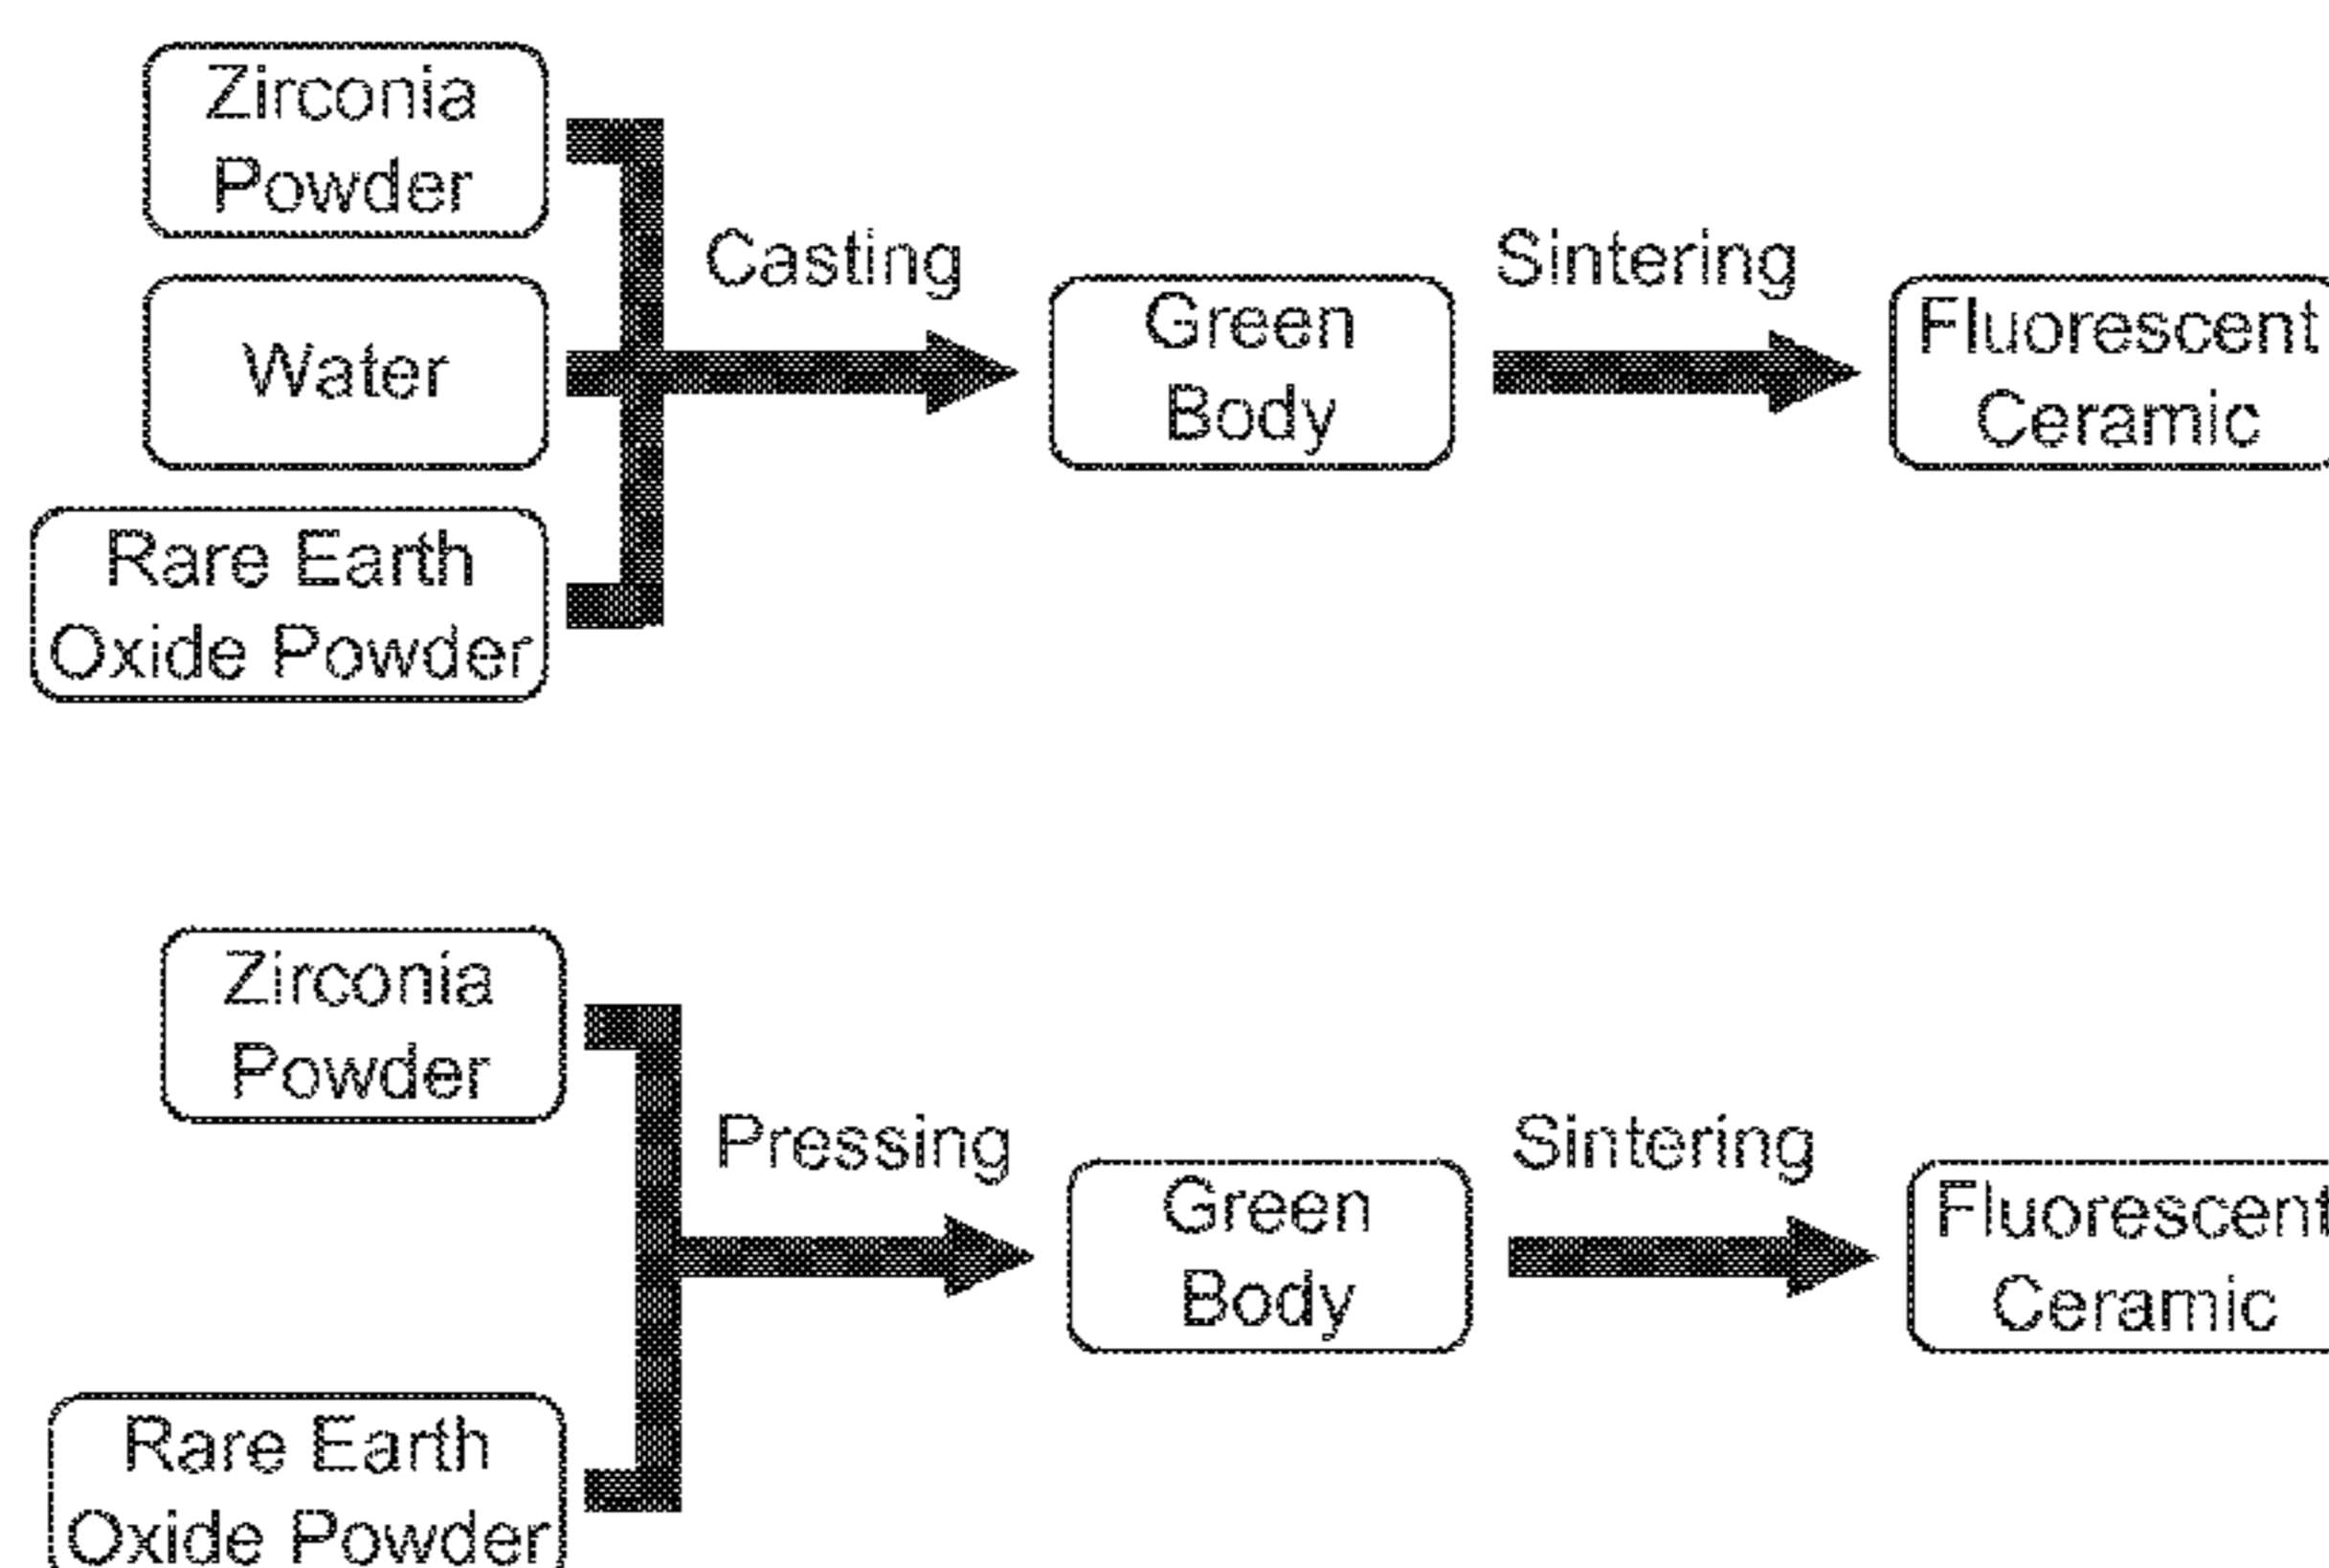 Zirconia
Powder
Water
Rare Earth
Oxide Powder
Casting
Green
Body
Sintering
Fluorescent
Ceramic
Zirconia
Powder
Rare Earth
Oxide Powder
Pressing
Green
Body
Sintering
Fluorescent
Ceramic